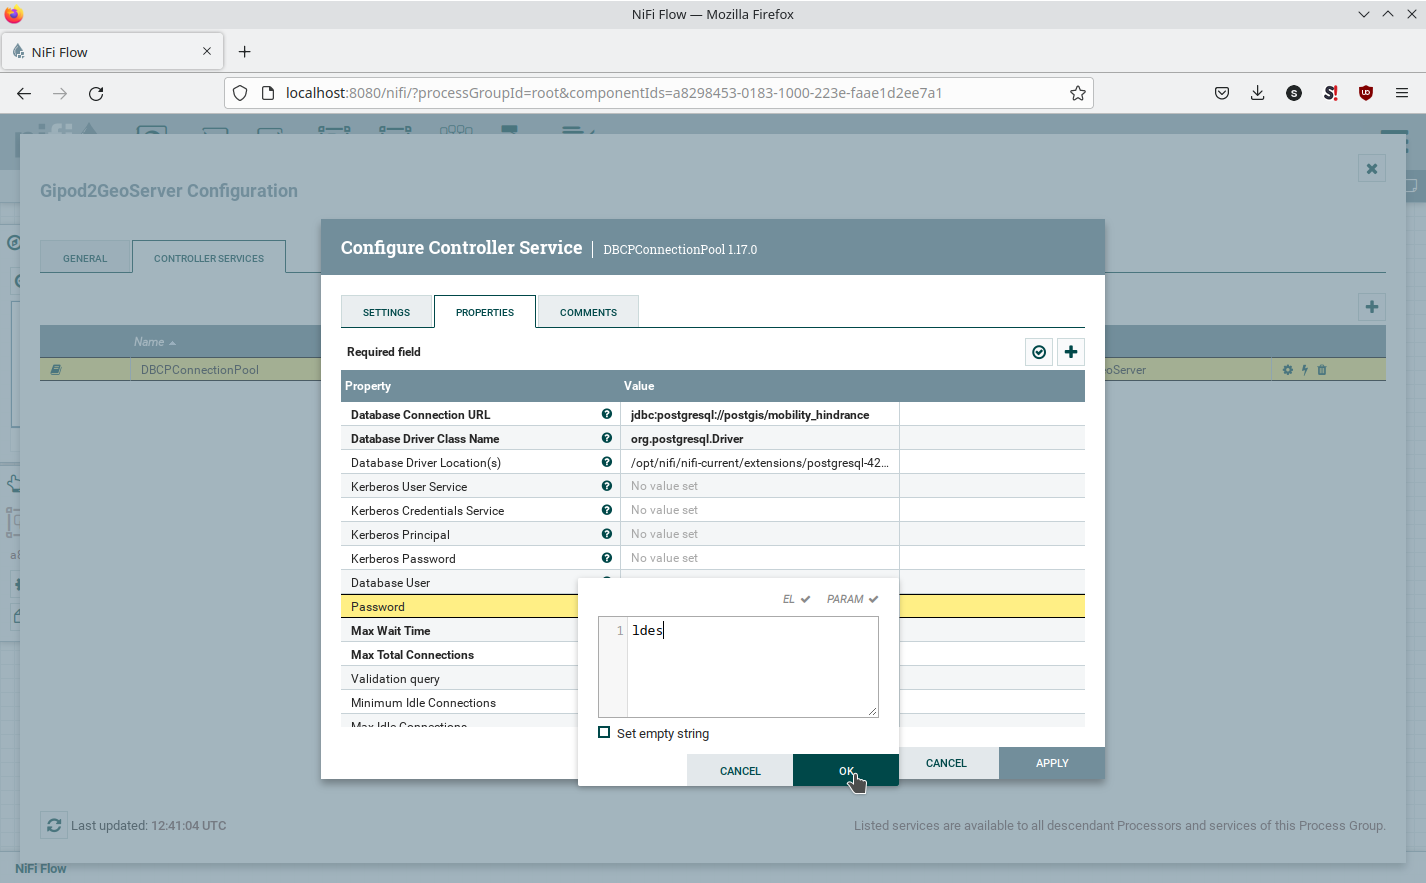 NiFi Flow — Mozilla Firefox
NiFi Flow
localhost:8080/nifi/?processGroupId=root&componentIds=a8298453-0183-1000-223e-faae1d2ee7a1
Gipod2GeoServer Configuration
GENERAL
CONTROLLER SERVICES
Name
DBCPConnectionPool
Configure Controller Service | DBCPConnectionPool 1.17.0
SETTINGS
PROPERTIES
COMMENTS
Required field
Property Value
Database Connection URL jdbc:postgresql://postgis/mobility_hindrance
Database Driver Class Name org.postgresql.Driver
Database Driver Location(s) /opt/nifi/nifi-current/extensions/postgresql-42...
Kerberos User Service No value set
Kerberos Credentials Service No value set
Kerberos Principal No value set
Kerberos Password No value set
Database User
Password
Max Wait Time
Max Total Connections
Validation query
Minimum Idle Connections
Max Idle Connections
EL PARAM
1 ldes
Set empty string
CANCEL OK
CANCEL APPLY
Last updated: 12:41:04 UTC
Listed services are available to all descendant Processors and services of this Process Group.
NiFi Flow